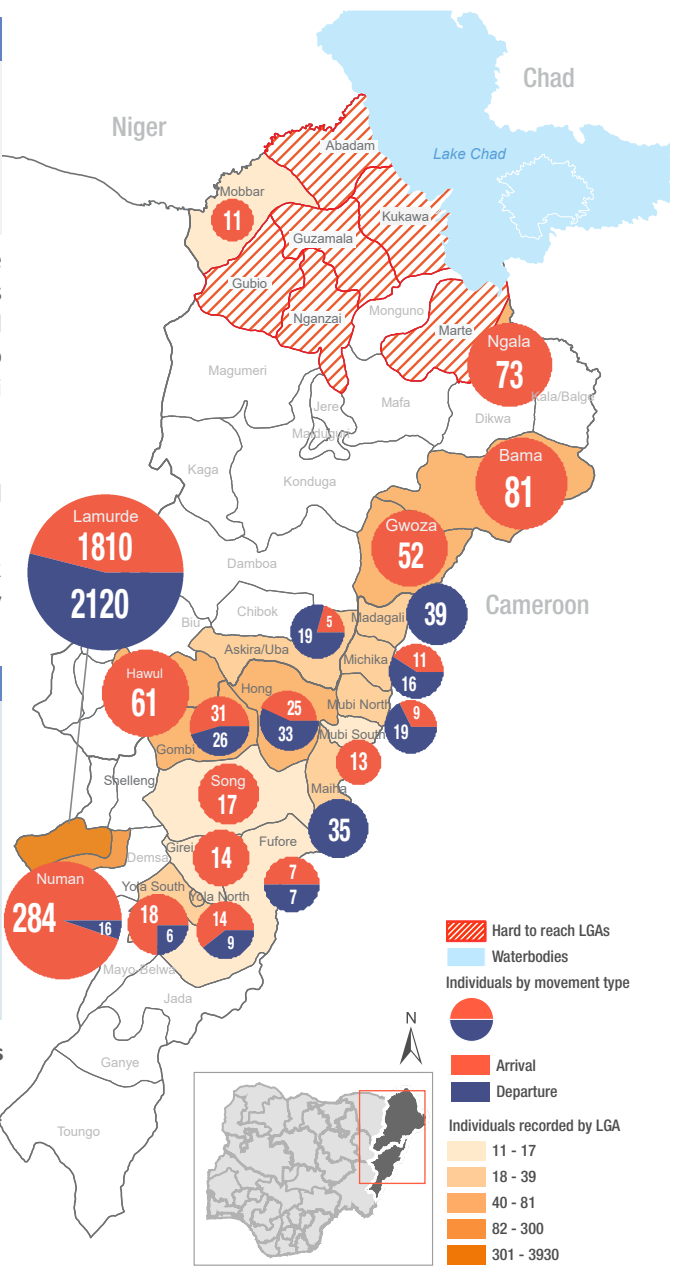 Chad
Niger
Abadam
Lake Chad
Mobbar
11
Kukawa
Guzamala
Gubio
Nganzai
Monguno
Marte
Ngala
73
Magumeri
Jere
Mafa
Kala/Balge
Dikwa
Maiduguri
Bama
81
Kaga
Konduga
Lamurde
1810
2120
Gwoza
52
Damboa
Chibok
Cameroon
39
Madagali
5
19
Biu
Askira/Uba
Michika
11
16
Hawul
61
Hong
Mubi North
31
26
25
33
9
19
Mubi South
Gombi
13
Song
17
Shelleng
Maiha
35
Fufore
Girei
14
Demsa
7
7
Numan
284
16
Yola South
Yola North
18
6
14
9
Mayo-Belwa
Jada
Ganye
Toungo
Hard to reach LGAs
Waterbodies
Individuals by movement type
N
Arrival
Departure
Individuals recorded by LGA
11 - 17
18 - 39
40 - 81
82 - 300
301 - 3930